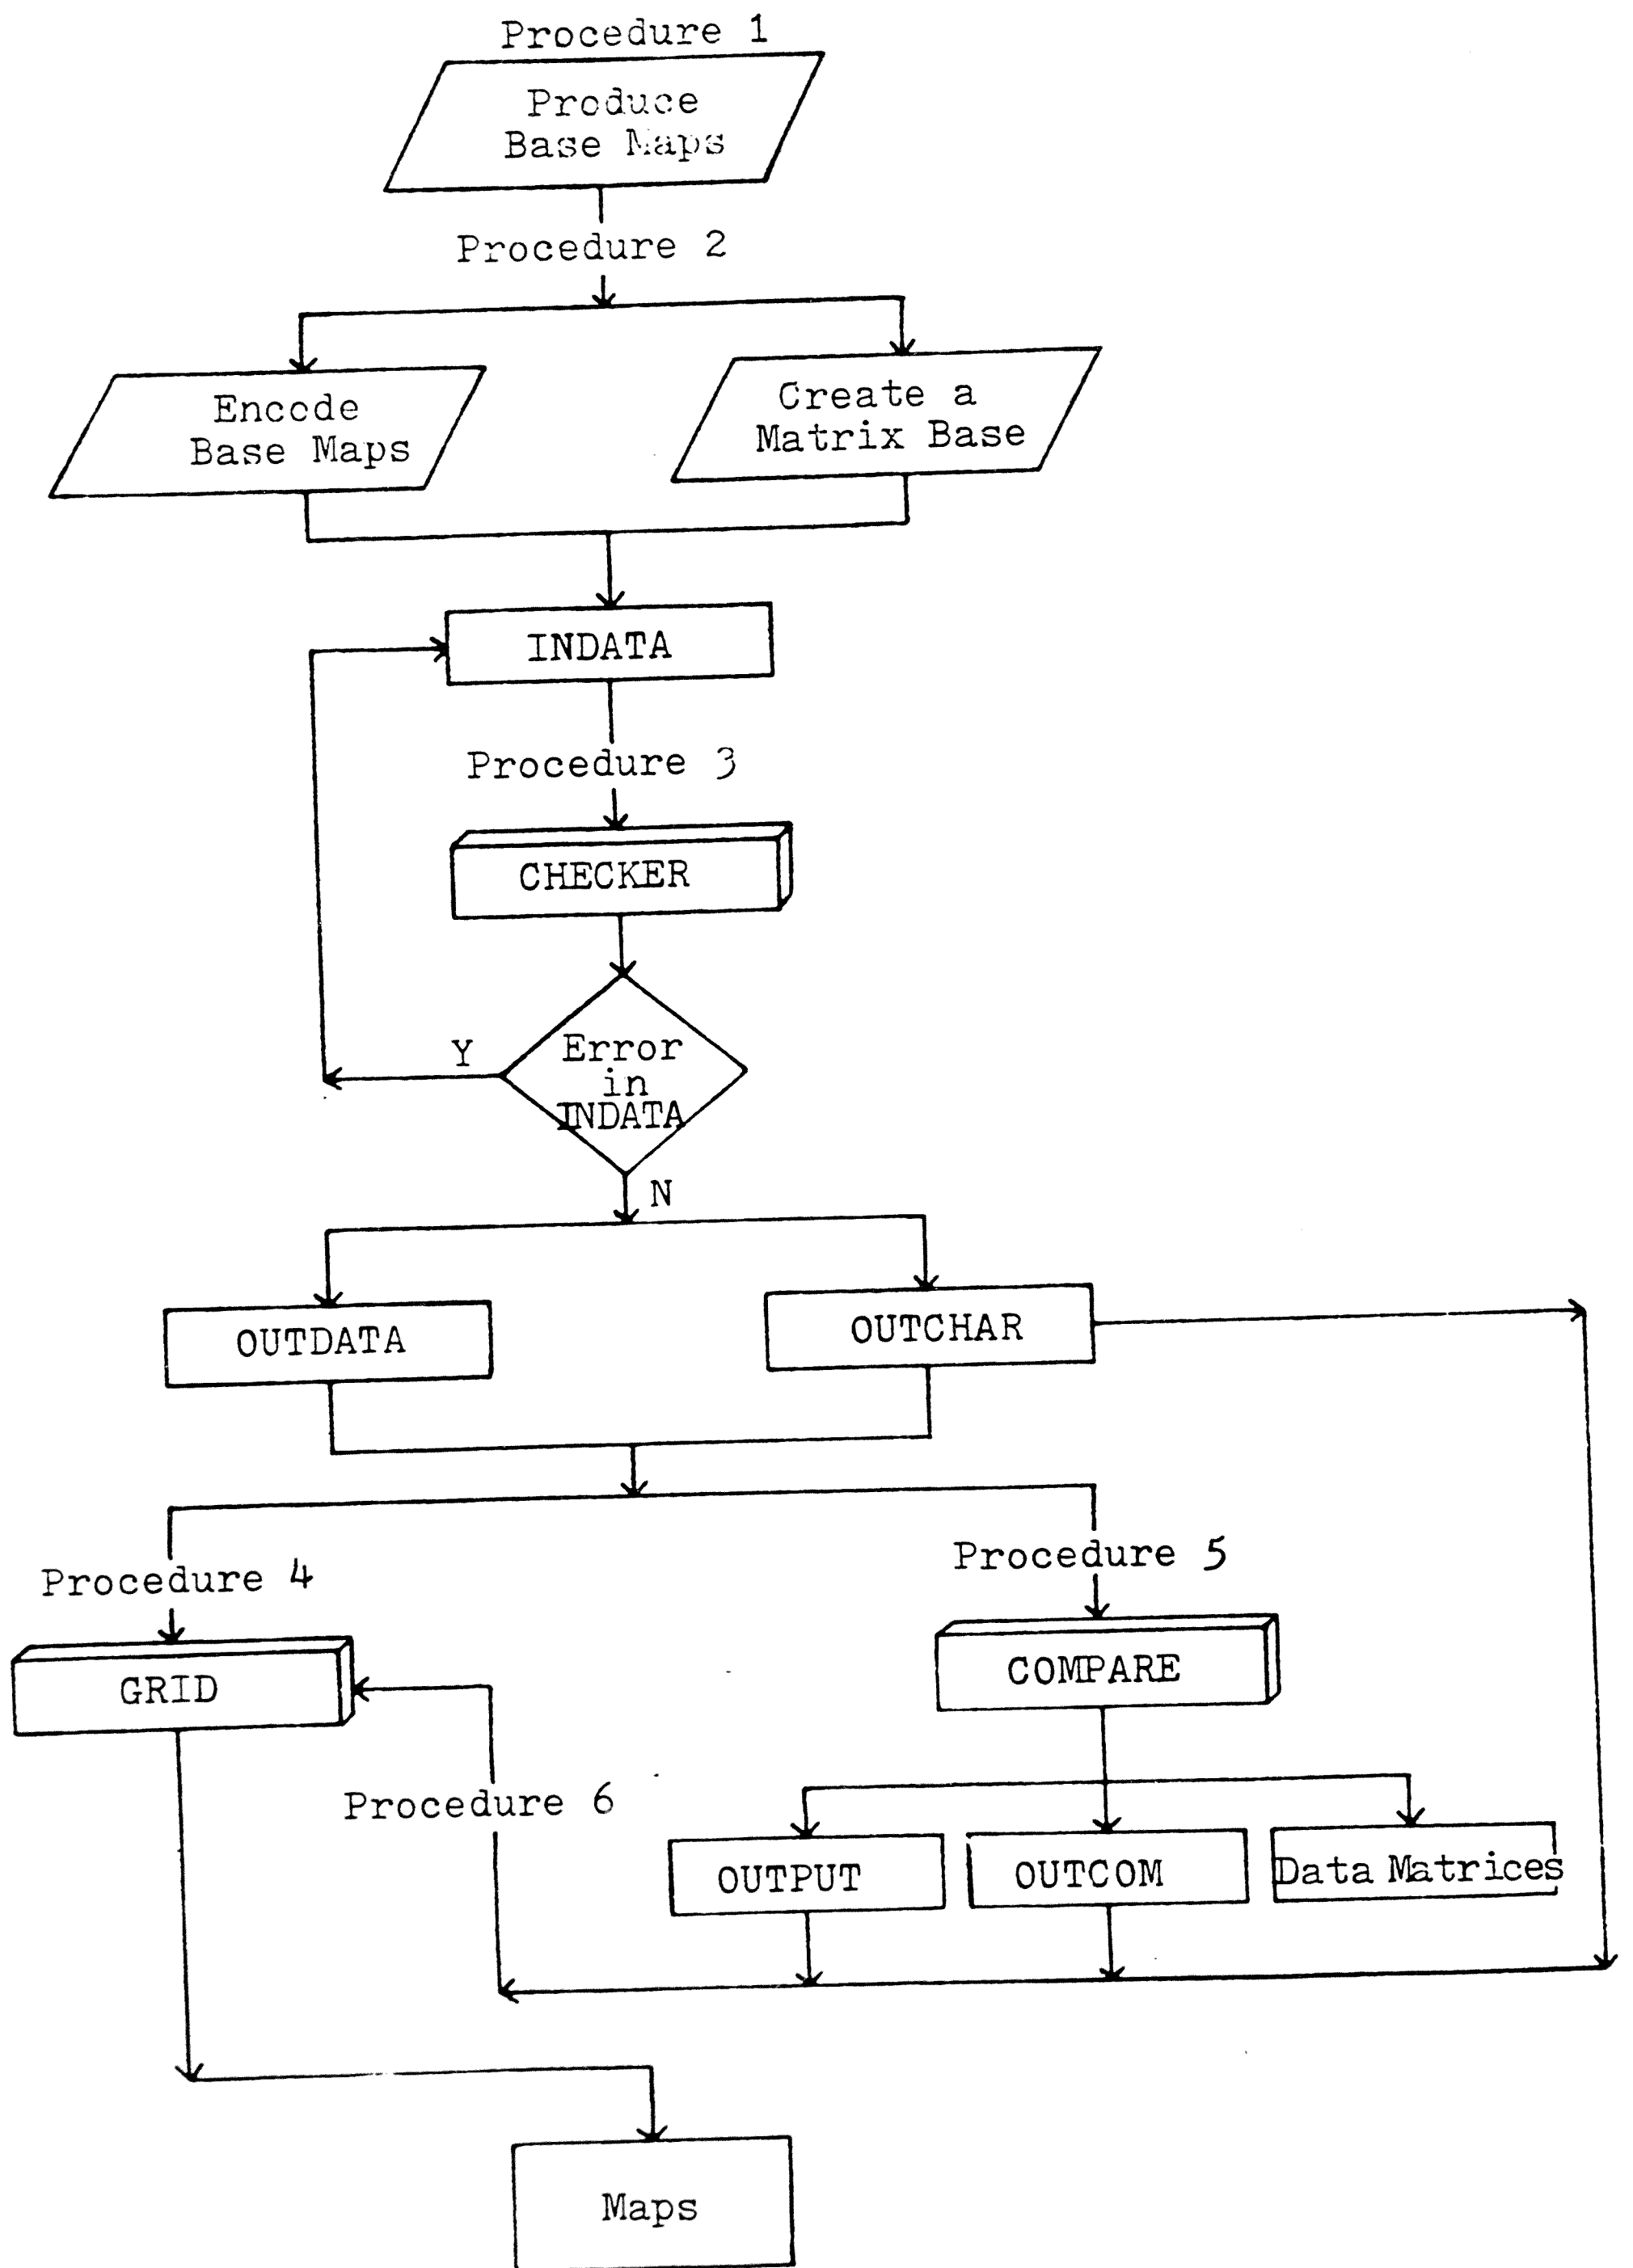 Procedure 1
Produce
Base Maps
Procedure 2
Encode
Base Maps
Create a
Matrix Base
INDATA
Procedure 3
CHECKER
Error
in
INDATA
Y
N
OUTDATA
OUTCHAR
Procedure 4
Procedure 5
GRID
COMPARE
Procedure 6
OUTPUT
OUTCOM
Data Matrices
Maps